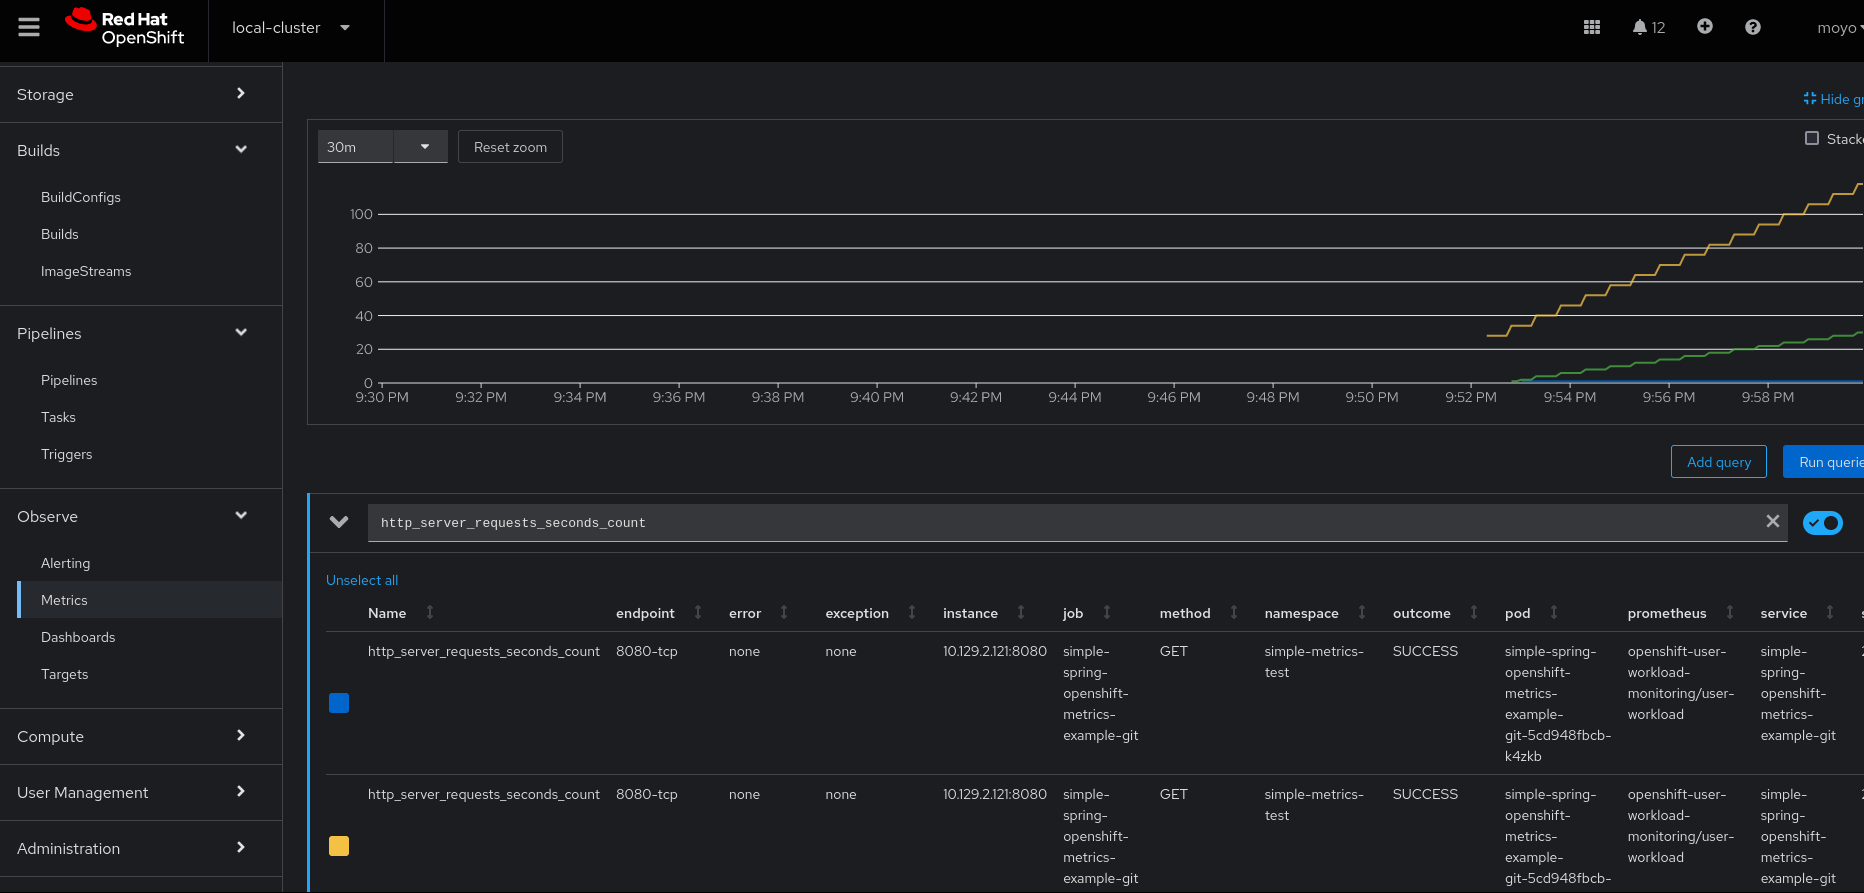 Red Hat
OpenShift
local-cluster
12
moyo
Storage
Builds
BuildConfigs
Builds
ImageStreams
Pipelines
Pipelines
Tasks
Triggers
Observe
Alerting
Metrics
Dashboards
Targets
Compute
User Management
Administration
Hide gr
30m
Reset zoom
Stacke
100
80
60
40
20
0
9:30 PM 9:32 PM 9:34 PM 9:36 PM 9:38 PM 9:40 PM 9:42 PM 9:44 PM 9:46 PM 9:48 PM 9:50 PM 9:52 PM 9:54 PM 9:56 PM 9:58 PM
Add query
Run querie
http_server_requests_seconds_count
Unselect all
Name endpoint error exception instance job method namespace outcome pod prometheus service
http_server_requests_seconds_count 8080-tcp none none 10.129.2.121:8080 simple- GET simple-metrics- SUCCESS simple-spring- openshift-user- simple-
spring- test openshift- workload- spring-
openshift- metrics- monitoring/user- openshift-
metrics- example- workload metrics-
example-git git-5cd948fbcb- example-git
k4zkb
http_server_requests_seconds_count 8080-tcp none none 10.129.2.121:8080 simple- GET simple-metrics- SUCCESS simple-spring- openshift-user- simple-
spring- test openshift- workload- spring-
openshift- metrics- monitoring/user- openshift-
metrics- example- workload metrics-
example-git git-5cd948fbcb- example-git